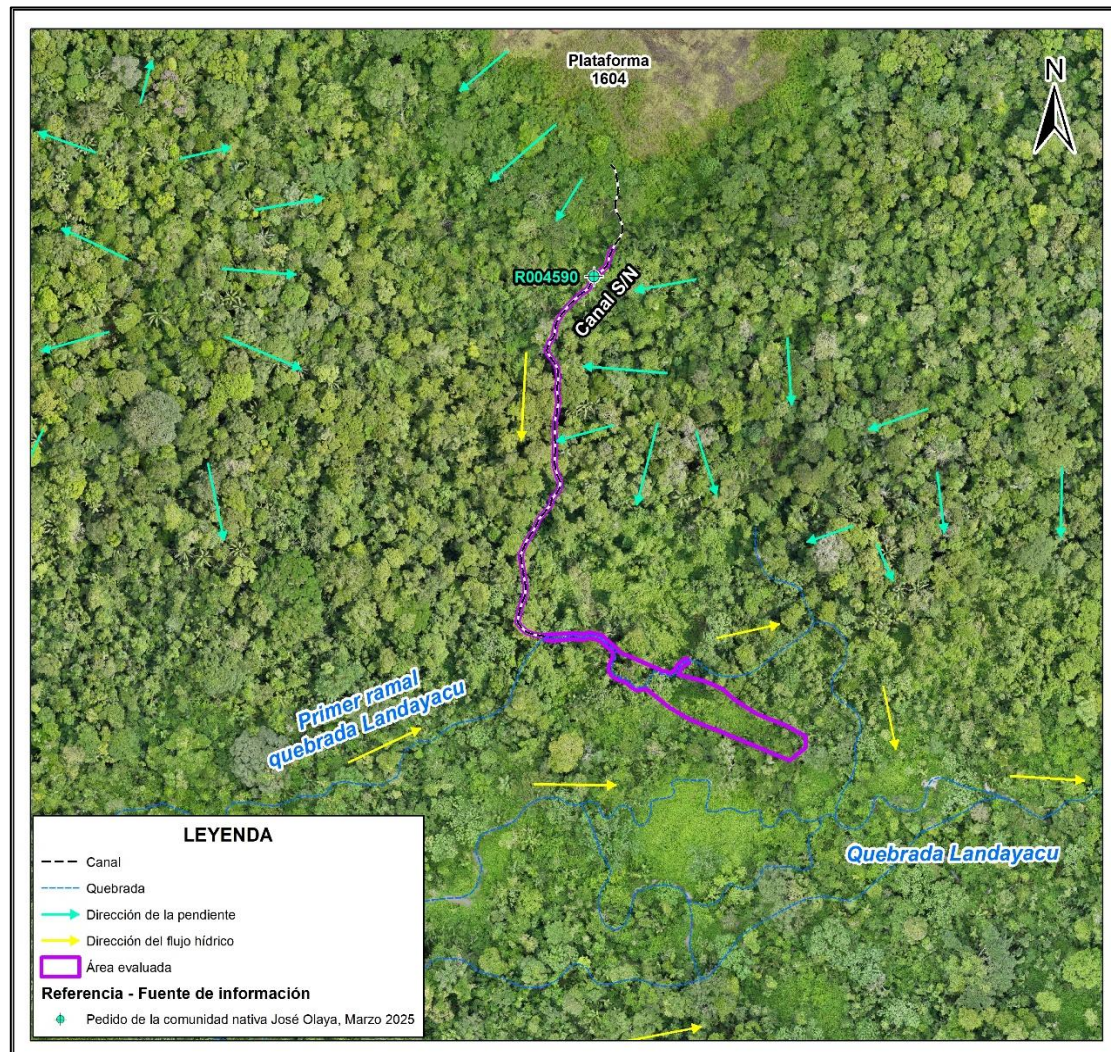 Plataforma
1604
N
R004590
Canal S/N
Primer ramal
quebrada Landayacu
Quebrada Landayacu
LEYENDA
Canal
Quebrada
Dirección de la pendiente
Dirección del flujo hídrico
Área evaluada
Referencia - Fuente de información
Pedido de la comunidad nativa José Olaya, Marzo 2025